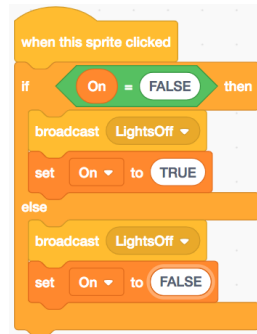 when this sprite clicked
if On = FALSE then
broadcast LightsOff
set On to TRUE
else
broadcast LightsOff
set On to FALSE